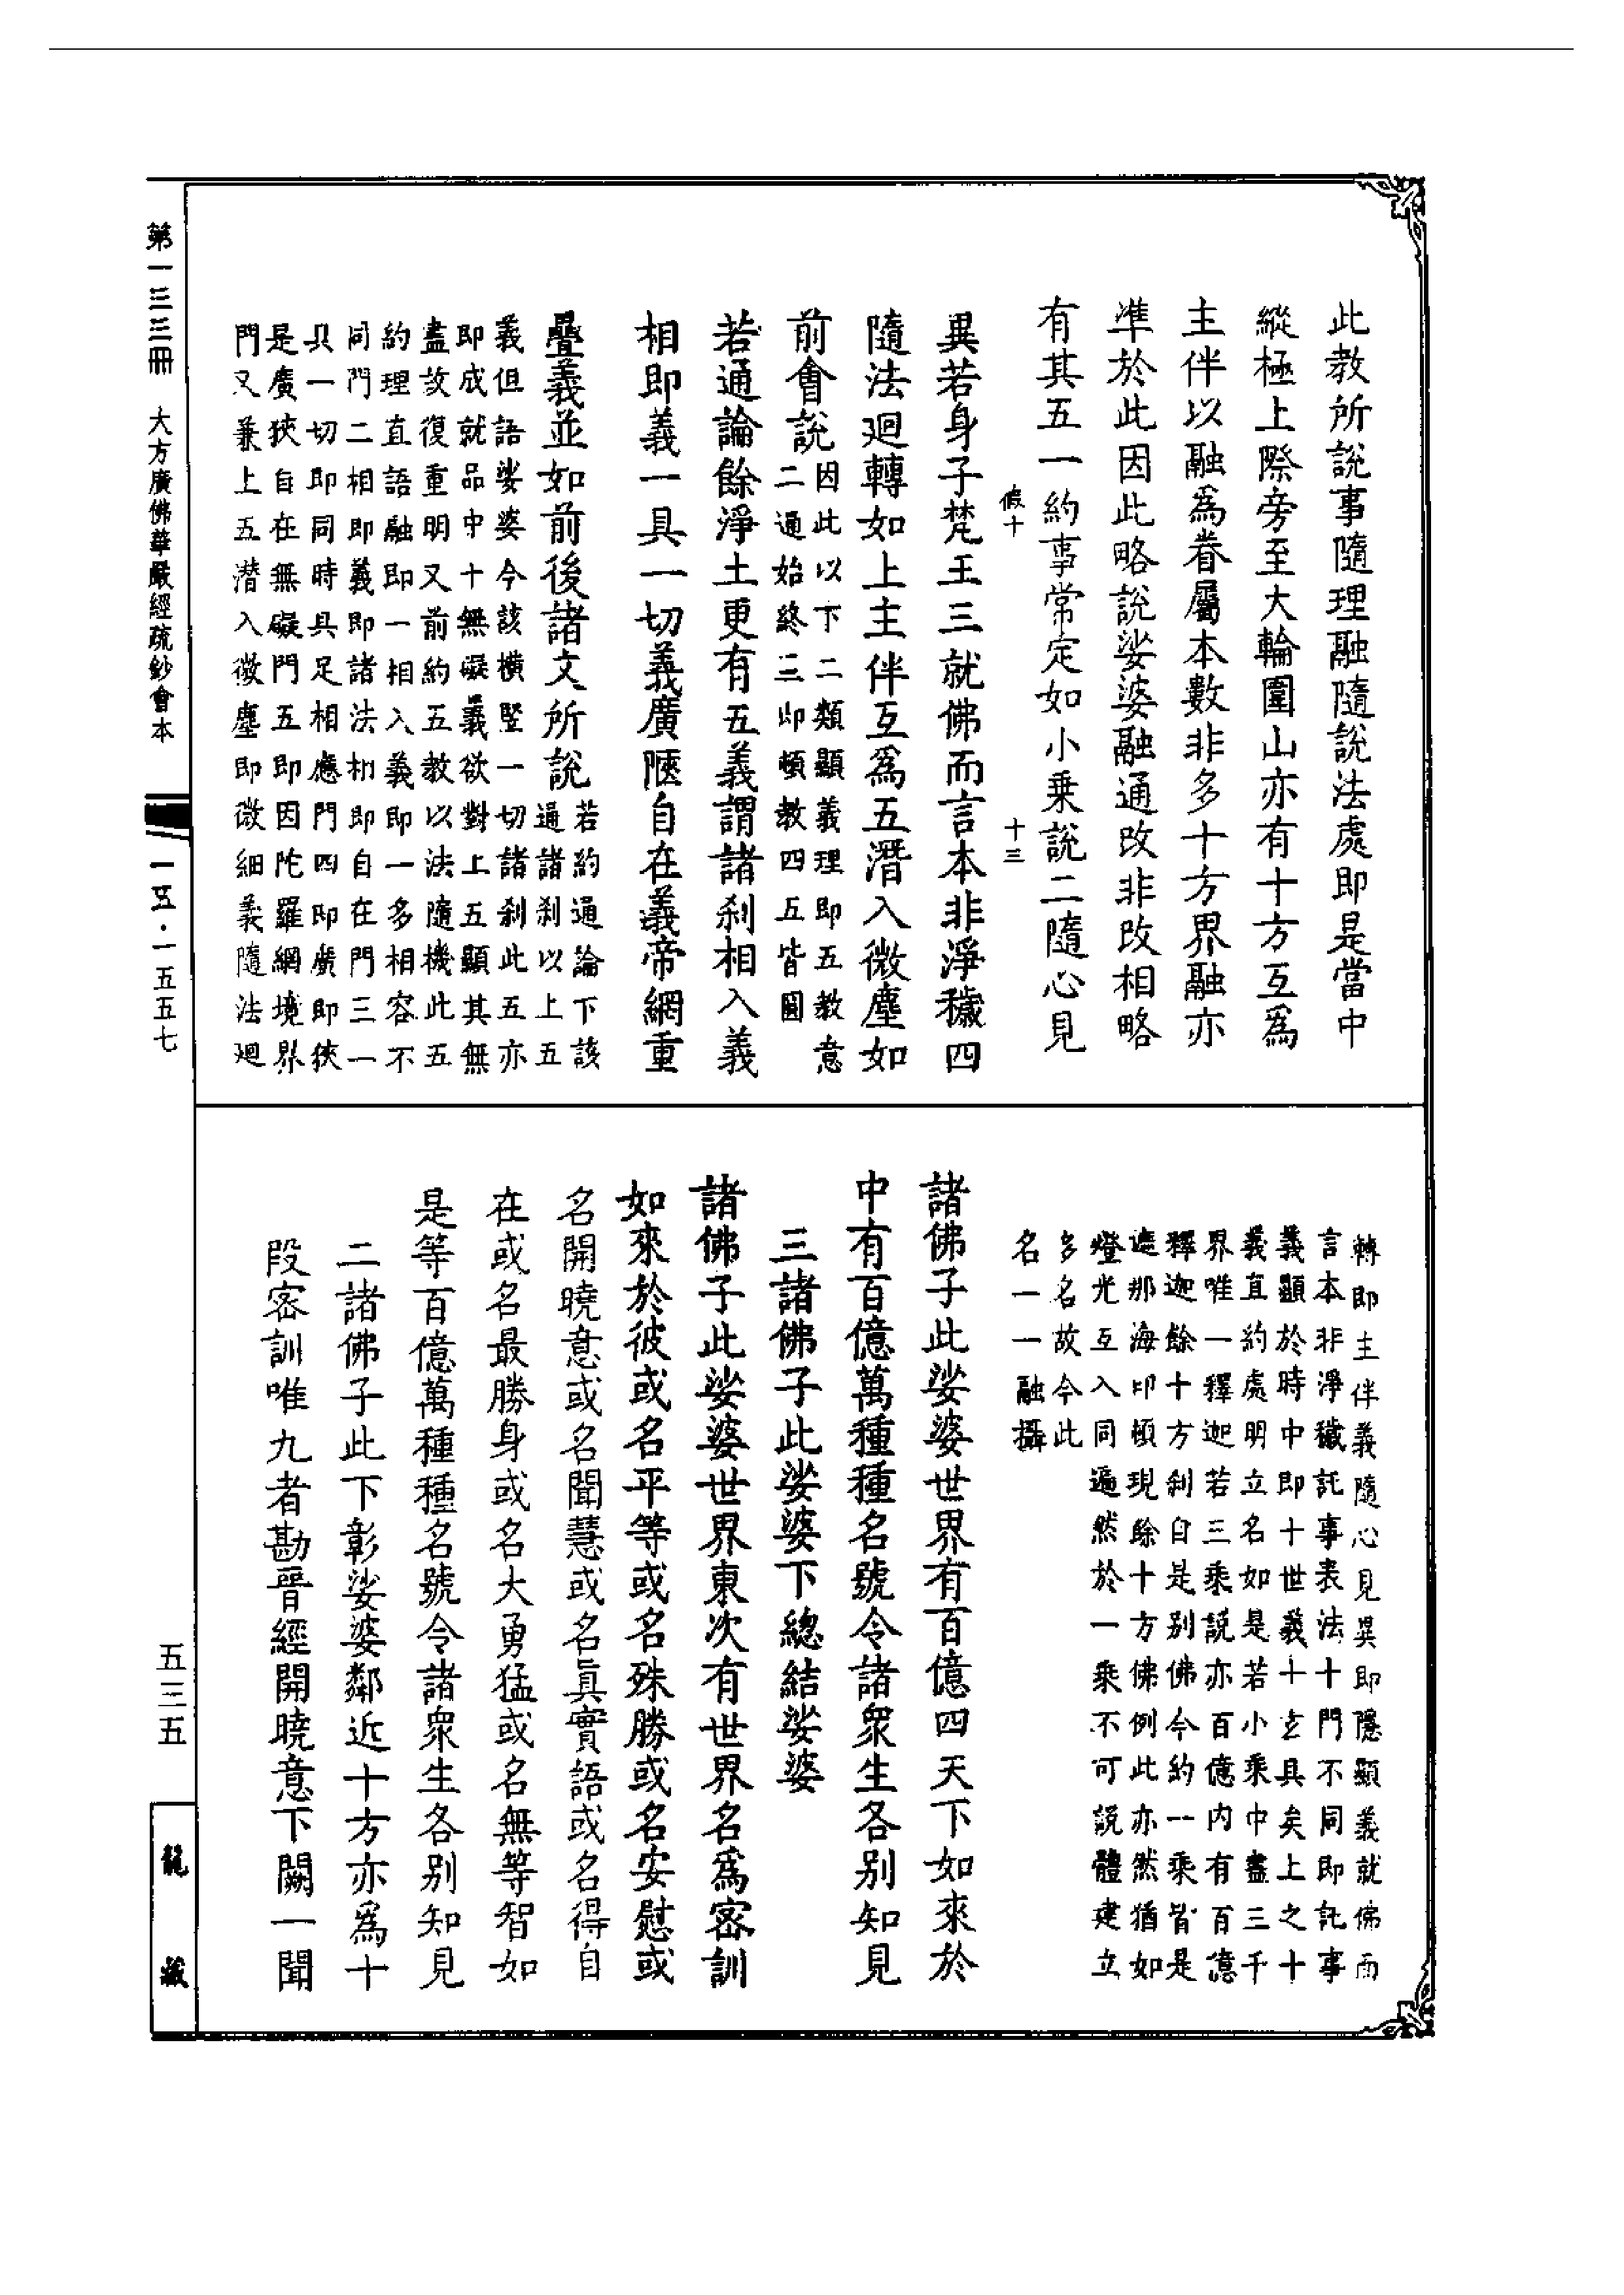 此教所說事隨理融隨說法處即是當中
縱極上際旁至大輪圍山亦有十方互爲
主伴以融爲眷屬本數非多十方界融亦
準於此因此略說娑婆融通改非改相略
有其五一約事常定如小乘說二隨心見
假十　十三
異若身子梵王三就佛而言本非淨穢四
隨法廻轉如上主伴互爲五潛入微塵如
前會說
因此以下二類顯義理即五教意
二通始終三即頓教四五皆圓
若通論餘淨土更有五義謂諸刹相入義
相即義一具一切義廣陿自在義帝網重
疊義並如前後諸文所說
若約通論下該
通諸刹以上五
義但語娑婆今該橫竪一切諸刹此五亦
即成就品中十無礙義欲對上五顯其無
盡故復重明又前約五教以法隨機此五
約理直語融即一相入義即一多相容不
同門二相即義即諸法相即自在門三一
具一切即同時具足相應門四即廣即狹
是廣狹自在無礙門五即因陀羅網境界
門又兼上五潛入微塵即微細義隨法廻
轉即主伴義隨心見異即隱顯義就佛而
言本非淨穢託事表法十門不同即託事
義顯於時中即十世義十玄具矣上之十
義直約處明立名如是若小乘中盡三千
界唯一釋迦若三乘說亦百億內有百億
釋迦餘十方刹自是別佛今約一乘皆是
遮那海印頓現餘十方佛例此亦然猶如
燈光互入同遍然於一乘不可說體建立
多名故今此
名一一融攝
諸佛子此娑婆世界有百億四天下如來於
中有百億萬種種名號令諸眾生各別知見
三諸佛子此娑婆下總結娑婆
諸佛子此娑婆世界東次有世界名爲密訓
如來於彼或名平等或名殊勝或名安慰或
名開曉意或名聞慧或名眞實語或名得自
在或名最勝身或名大勇猛或名無等智如
是等百億萬種種名號令諸眾生各別知見
二諸佛子此下彰娑婆鄰近十方亦爲十
段密訓唯九者勘晉經開曉意下闕一聞
第一三三冊　大方廣佛華嚴經疏鈔會本
一五·一五五七
五三五
龍藏